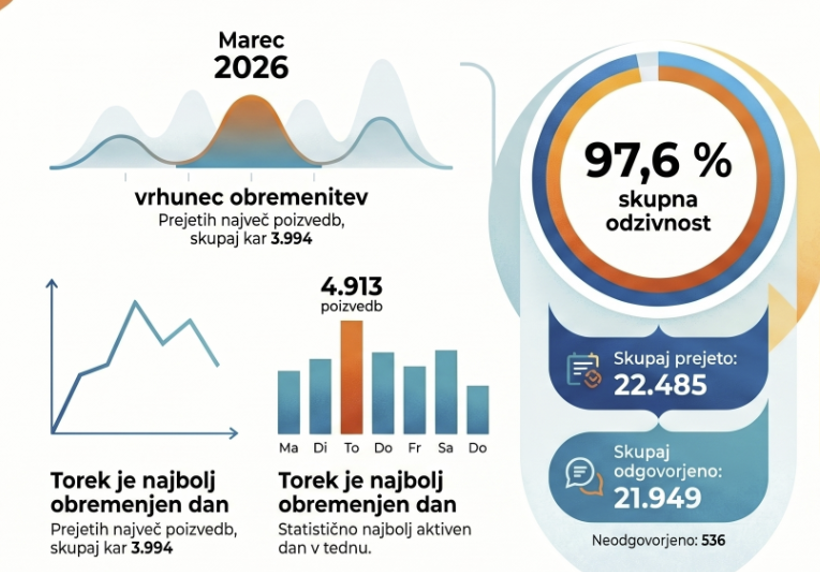 Marec
2026
vrhunec obremenitev
Prejetih največ poizvedb,
skupaj kar 3.994
97,6 %
skupna
odzivnost
4.913
poizvedb
Ma Di To Do Fr Sa Do
Torek je najbolj
obremenjen dan
Prejetih največ poizvedb,
skupaj kar 3.994
Torek je najbolj
obremenjen dan
Statistično najbolj aktiven
dan v tednu.
Skupaj prejeto:
22.485
Skupaj
odgovorjeno:
21.949
Neodgovorjeno: 536